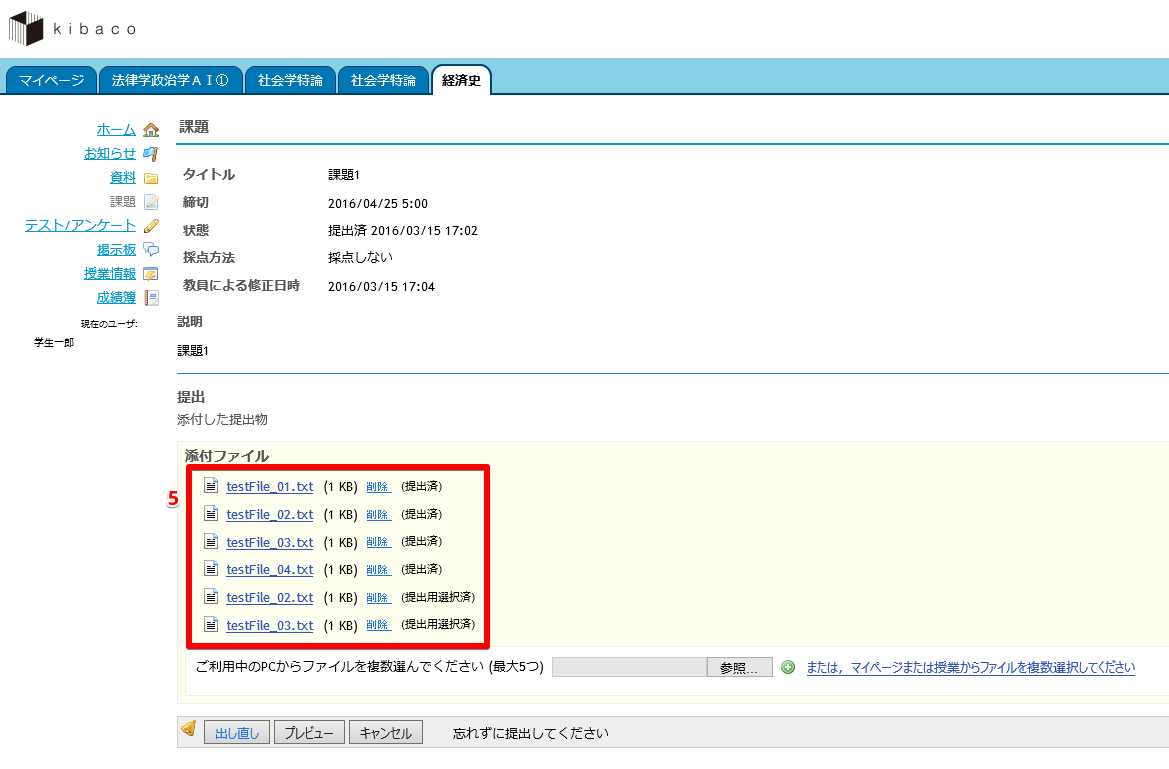 kibaco
マイページ 法律学政治学ＡⅠ① 社会学特論 社会学特論 経済史
ホーム
お知らせ
資料
課題
テスト/アンケート
掲示板
授業情報
成績簿
現在のユーザ:
学生一郎
課題
タイトル 課題1
締切 2016/04/25 5:00
状態 提出済 2016/03/15 17:02
採点方法 採点しない
教員による修正日時 2016/03/15 17:04
説明
課題1
提出
添付した提出物
添付ファイル
5
testFile_01.txt (1 KB) 削除 (提出済)
testFile_02.txt (1 KB) 削除 (提出済)
testFile_03.txt (1 KB) 削除 (提出済)
testFile_04.txt (1 KB) 削除 (提出済)
testFile_02.txt (1 KB) 削除 (提出用選択済)
testFile_03.txt (1 KB) 削除 (提出用選択済)
ご利用中のPCからファイルを複数選んでください (最大5つ) 参照... または，マイページまたは授業からファイルを複数選択してください
出し直し プレビュー キャンセル 忘れずに提出してください